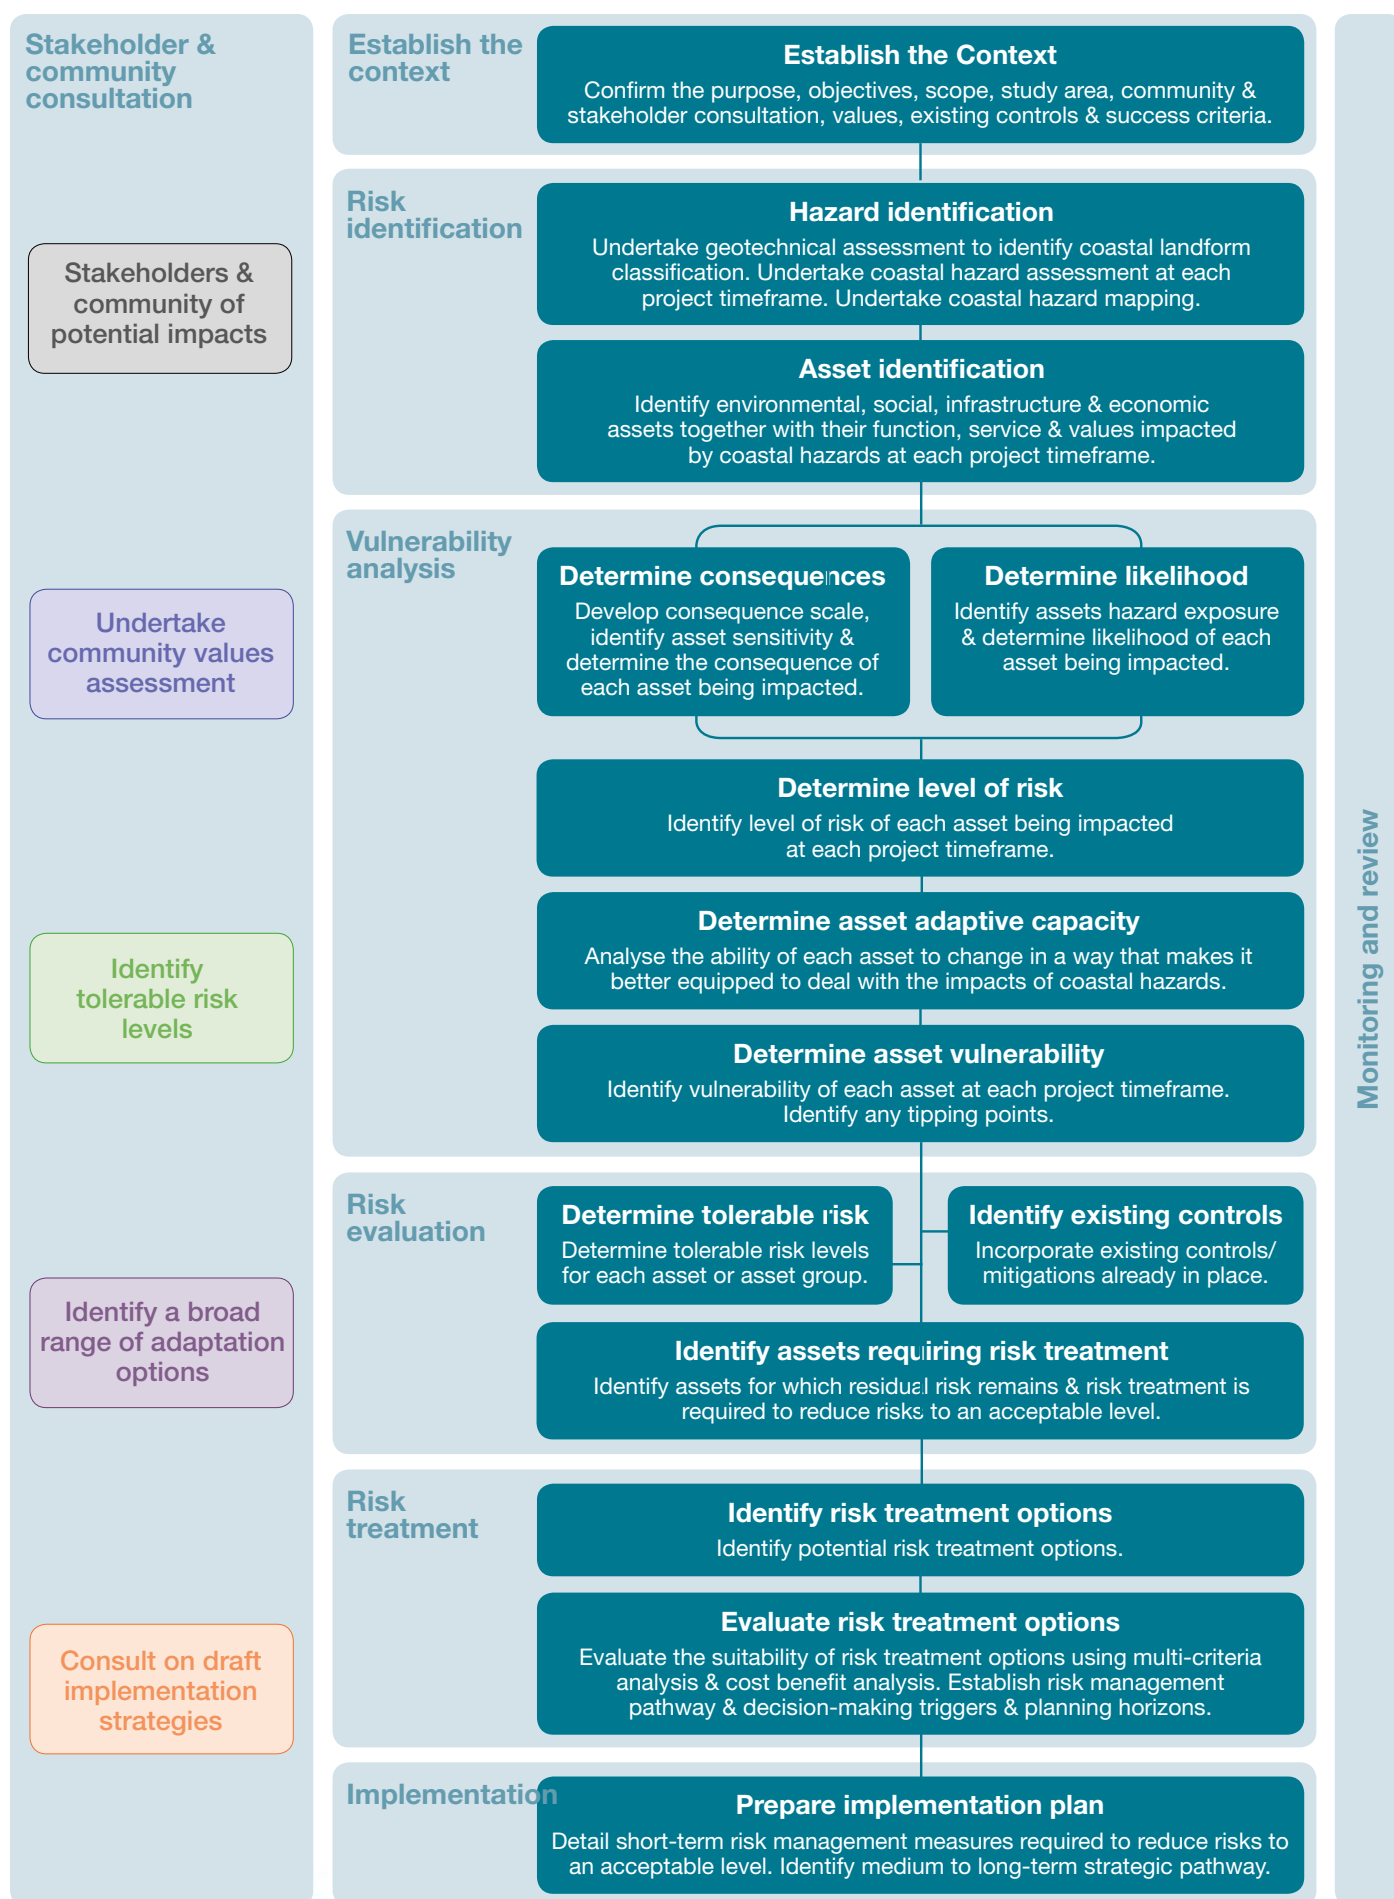 Stakeholder &
community
consultation
Stakeholders &
community of
potential impacts
Undertake
community values
assessment
Identify
tolerable risk
levels
Identify a broad
range of adaptation
options
Consult on draft
implementation
strategies
Establish the
context
Establish the Context
Confirm the purpose, objectives, scope, study area, community &
stakeholder consultation, values, existing controls & success criteria.
Risk
identification
Hazard identification
Undertake geotechnical assessment to identify coastal landform
classification. Undertake coastal hazard assessment at each
project timeframe. Undertake coastal hazard mapping.
Asset identification
Identify environmental, social, infrastructure & economic
assets together with their function, service & values impacted
by coastal hazards at each project timeframe.
Vulnerability
analysis
Determine consequences
Develop consequence scale,
identify asset sensitivity &
determine the consequence of
each asset being impacted.
Determine likelihood
Identify assets hazard exposure
& determine likelihood of each
asset being impacted.
Determine level of risk
Identify level of risk of each asset being impacted
at each project timeframe.
Determine asset adaptive capacity
Analyse the ability of each asset to change in a way that makes it
better equipped to deal with the impacts of coastal hazards.
Determine asset vulnerability
Identify vulnerability of each asset at each project timeframe.
Identify any tipping points.
Risk
evaluation
Determine tolerable risk
Determine tolerable risk levels
for each asset or asset group.
Identify existing controls
Incorporate existing controls/
mitigations already in place.
Identify assets requiring risk treatment
Identify assets for which residual risk remains & risk treatment is
required to reduce risks to an acceptable level.
Risk
treatment
Identify risk treatment options
Identify potential risk treatment options.
Evaluate risk treatment options
Evaluate the suitability of risk treatment options using multi-criteria
analysis & cost benefit analysis. Establish risk management
pathway & decision-making triggers & planning horizons.
Implementation
Prepare implementation plan
Detail short-term risk management measures required to reduce risks to
an acceptable level. Identify medium to long-term strategic pathway.
Monitoring and review